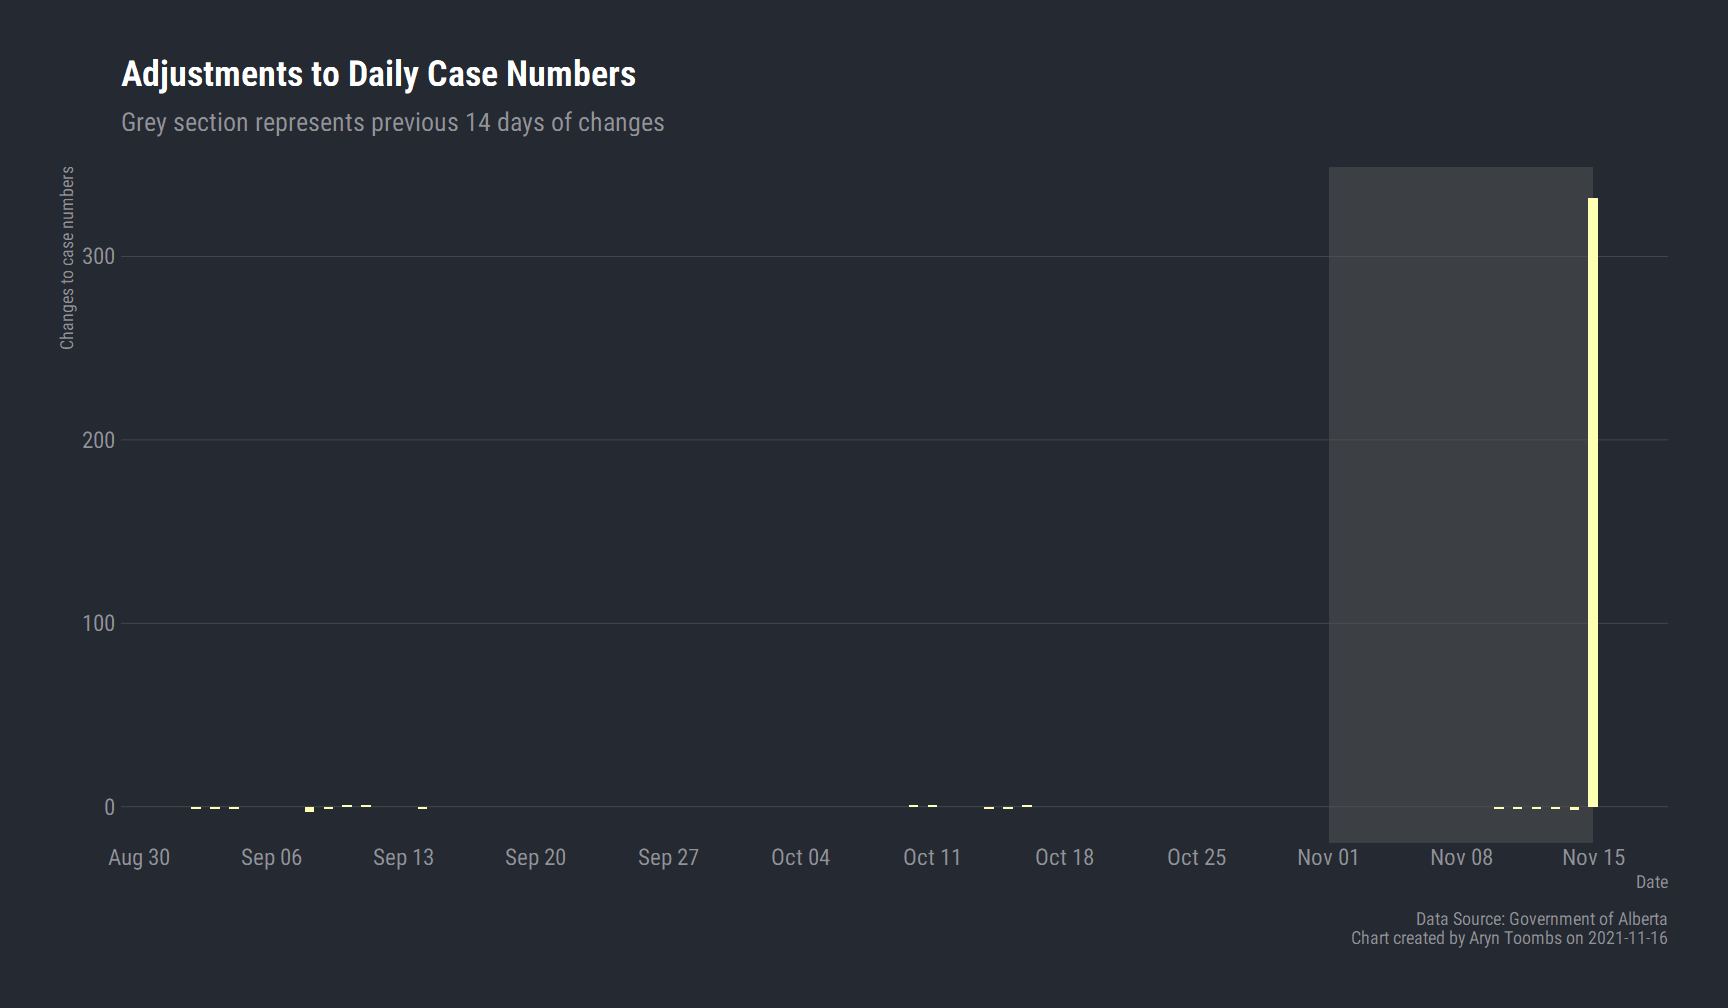 Adjustments to Daily Case Numbers
Grey section represents previous 14 days of changes
Changes to case numbers
300
200
100
0
Aug 30 Sep 06 Sep 13 Sep 20 Sep 27 Oct 04 Oct 11 Oct 18 Oct 25 Nov 01 Nov 08 Nov 15
Date
Data Source: Government of Alberta
Chart created by Aryn Toombs on 2021-11-16